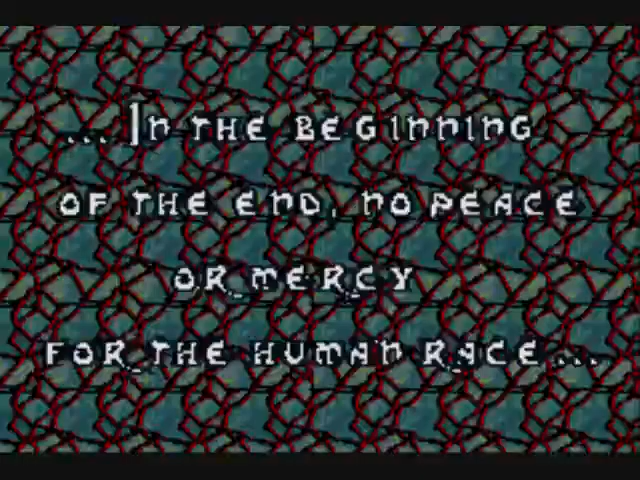 ... In the beginning
of the end, no peace
or mercy
for the human race ...